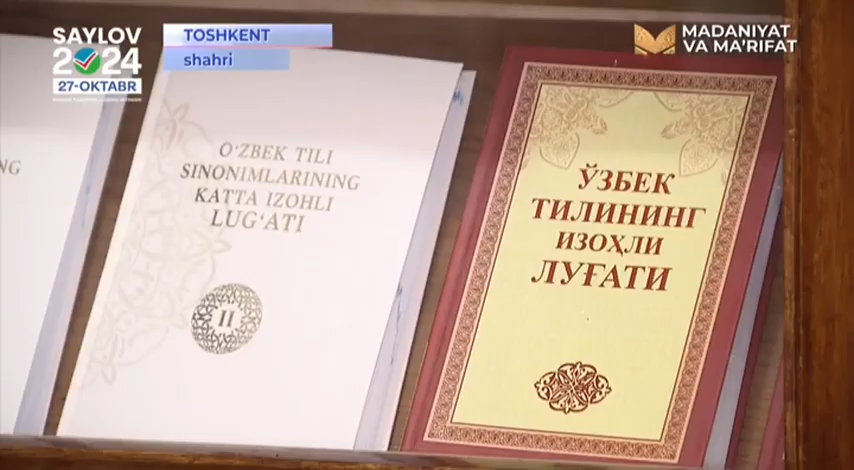 SAYLOV
2024
27-OKTABR
TOSHKENT
shahri
MADANIYAT
VA MA'RIFAT
NG
O‘ZBEK TILI
SINONIMLARINING
KATTA IZOHLI
LUG‘ATI
II
ЎЗБЕК
ТИЛИНИНГ
ИЗОҲЛИ
ЛУҒАТИ